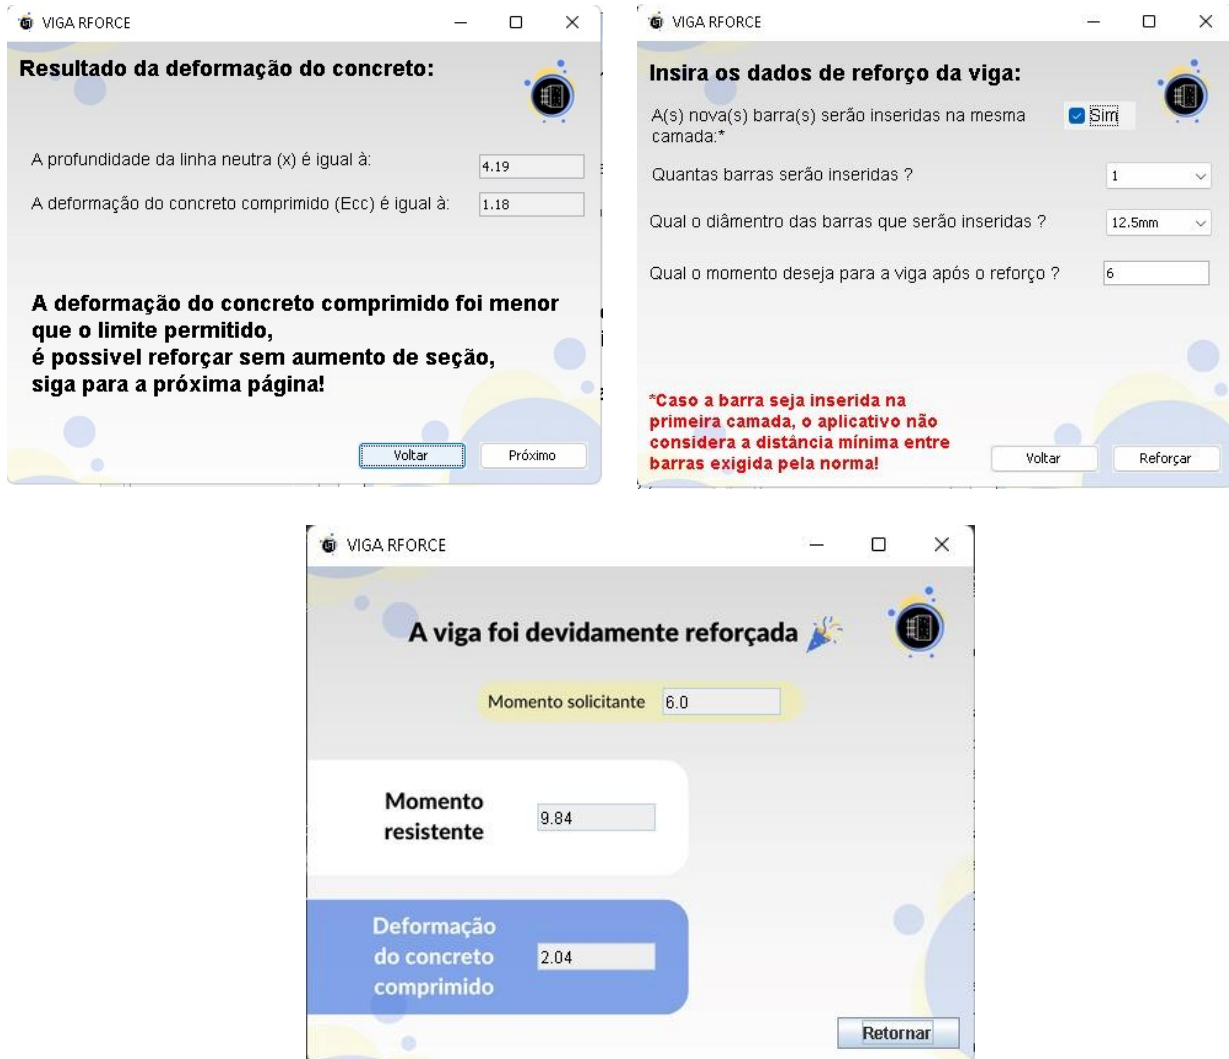 VIGA RFORCE
Resultado da deformação do concreto:
A profundidade da linha neutra (x) é igual à:
4.19
A deformação do concreto comprimido (Ecc) é igual à:
1.18
A deformação do concreto comprimido foi menor
que o limite permitido,
é possivel reforçar sem aumento de seção,
siga para a próxima página!
Voltar
Próximo
VIGA RFORCE
Insira os dados de reforço da viga:
A(s) nova(s) barra(s) serão inseridas na mesma
camada:*
Sim
Quantas barras serão inseridas ?
1
Qual o diâmentro das barras que serão inseridas ?
12.5mm
Qual o momento deseja para a viga após o reforço ?
6
*Caso a barra seja inserida na
primeira camada, o aplicativo não
considera a distância mínima entre
barras exigida pela norma!
Voltar
Reforçar
VIGA RFORCE
A viga foi devidamente reforçada
Momento solicitante
6.0
Momento
resistente
9.84
Deformação
do concreto
comprimido
2.04
Retornar